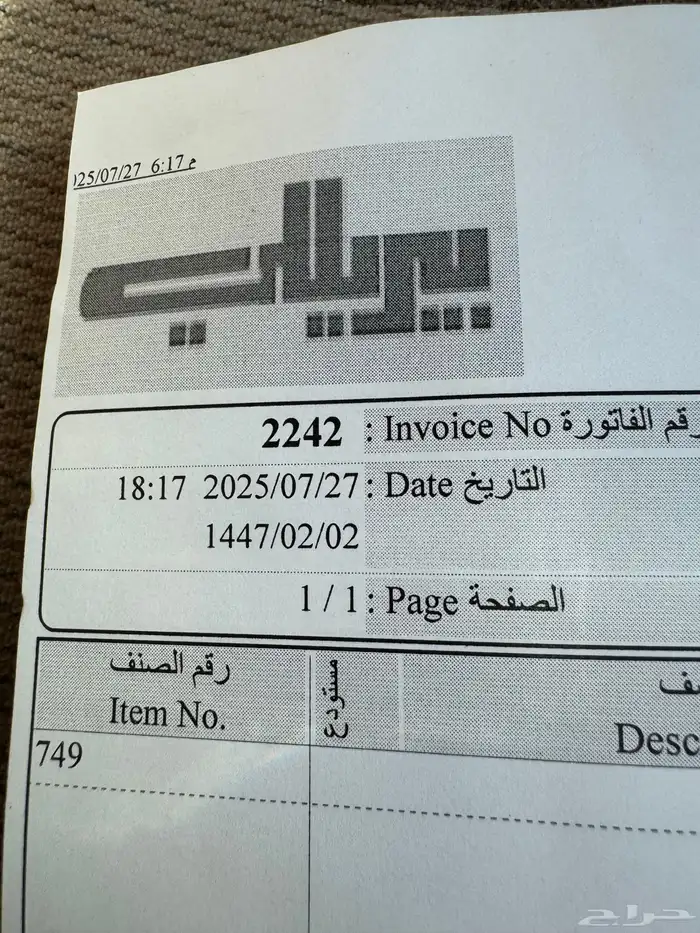 25/07/27 6:17 م
بيريللي
رقم الفاتورة Invoice No : 2242
التاريخ Date : 2025/07/27 18:17
1447/02/02
الصفحة Page : 1 / 1
رقم الصنف
Item No.
مستودع
Desc
749
حراج